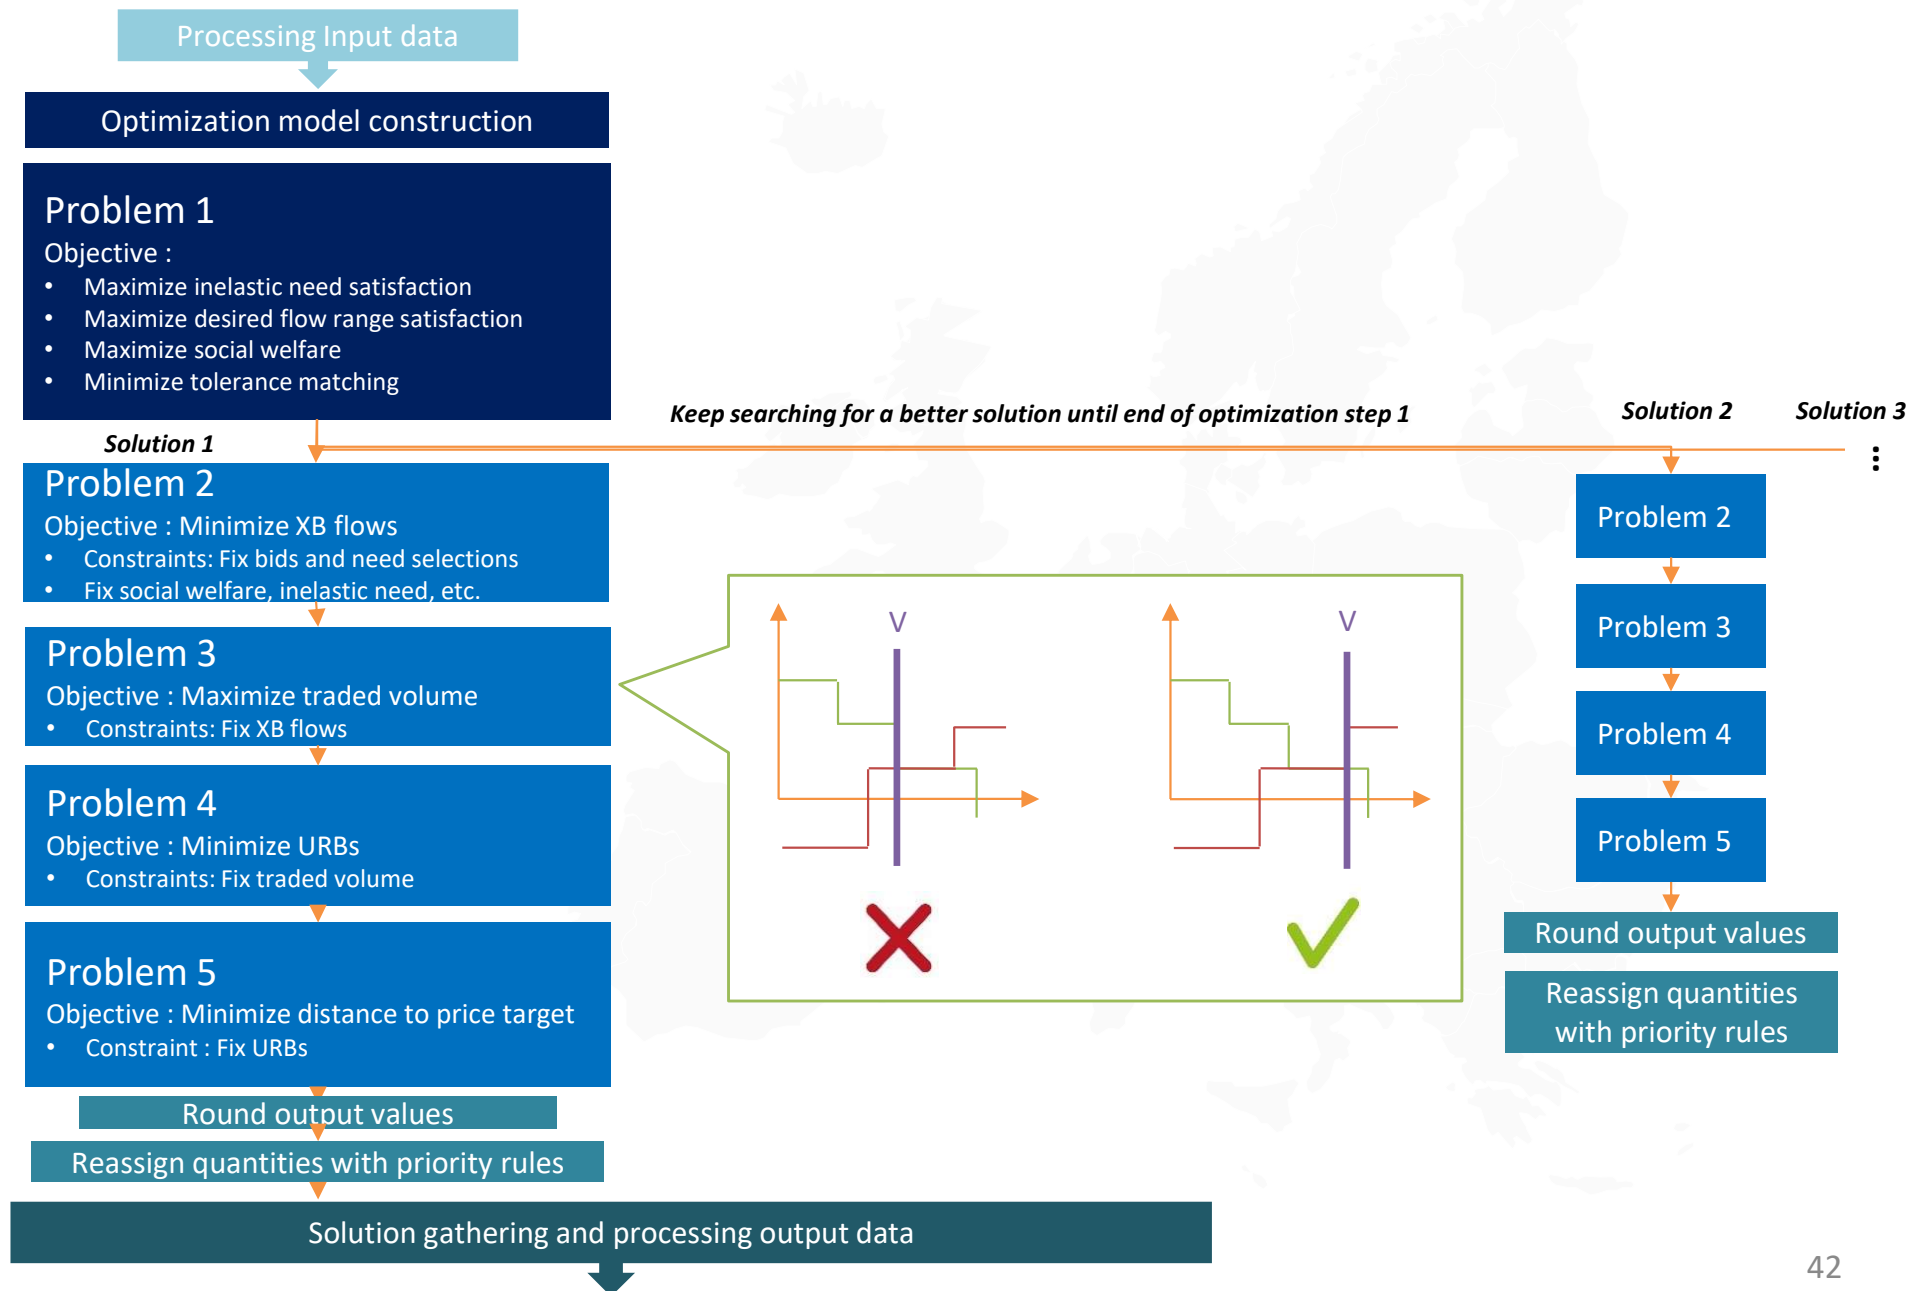 Processing Input data
Optimization model construction
Problem 1
Objective :
• Maximize inelastic need satisfaction
• Maximize desired flow range satisfaction
• Maximize social welfare
• Minimize tolerance matching
Keep searching for a better solution until end of optimization step 1
Solution 2
Solution 3
Solution 1
⋮
Problem 2
Objective : Minimize XB flows
• Constraints: Fix bids and need selections
• Fix social welfare, inelastic need, etc.
Problem 3
Objective : Maximize traded volume
• Constraints: Fix XB flows
Problem 4
Objective : Minimize URBs
• Constraints: Fix traded volume
Problem 5
Objective : Minimize distance to price target
• Constraint : Fix URBs
Round output values
Reassign quantities with priority rules
Solution gathering and processing output data
V
V
Problem 2
Problem 3
Problem 4
Problem 5
Round output values
Reassign quantities
with priority rules
42